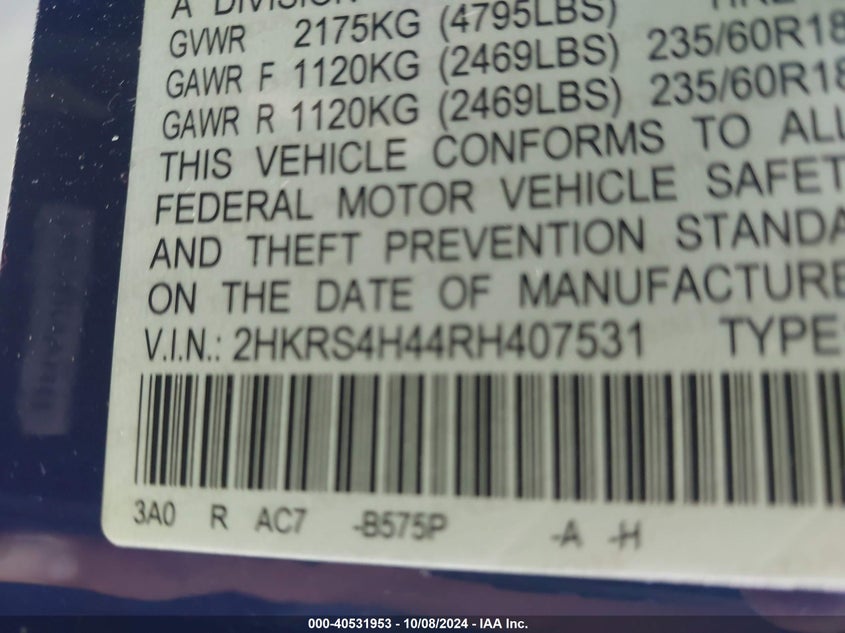 A DIVISION
GVWR 2175KG (4795LBS)
GAWR F 1120KG (2469LBS) 235/60R18
GAWR R 1120KG (2469LBS) 235/60R18
THIS VEHICLE CONFORMS TO ALL
FEDERAL MOTOR VEHICLE SAFET
AND THEFT PREVENTION STANDA
ON THE DATE OF MANUFACTURE
V.I.N.: 2HKRS4H44RH407531 TYPE:
3A0 R AC7 -B575P -A -H
000-40531953 - 10/08/2024 - IAA Inc.